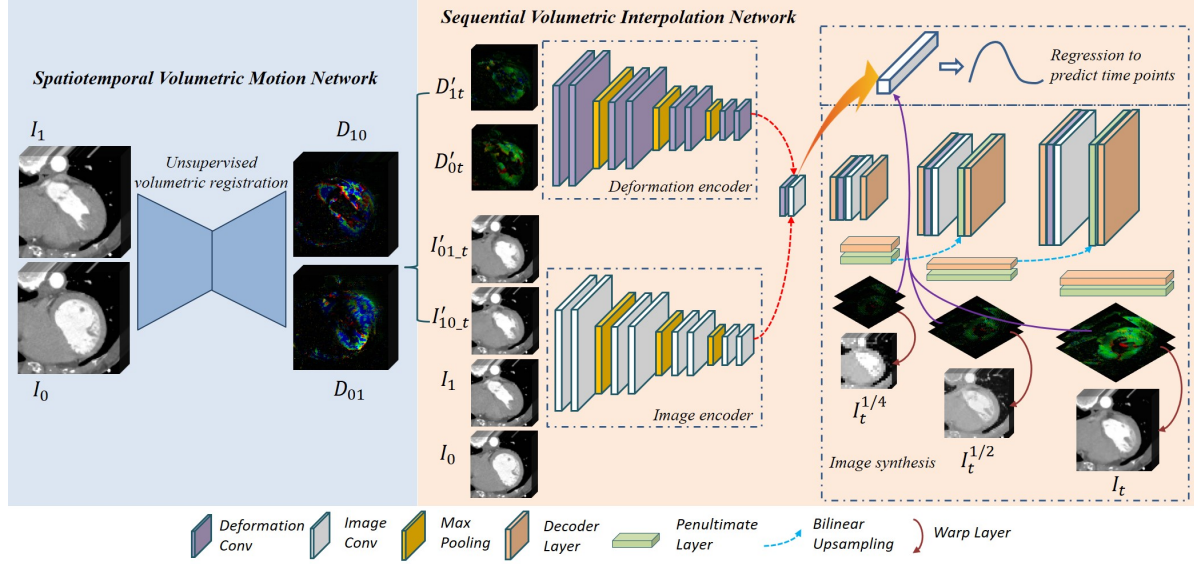 Sequential Volumetric Interpolation Network
Spatiotemporal Volumetric Motion Network
I₁
D₁₀
Unsupervised
volumetric registration
I₀
D₀₁
D′₁ₜ
D′₀ₜ
I′₀₁_ₜ
I′₁₀_ₜ
I₁
I₀
Deformation encoder
Image encoder
Regression to
predict time points
Iₜ^{1/4}
Iₜ^{1/2}
Iₜ
Image synthesis
Deformation
Conv
Image
Conv
Max
Pooling
Decoder
Layer
Penultimate
Layer
Bilinear
Upsampling
Warp Layer